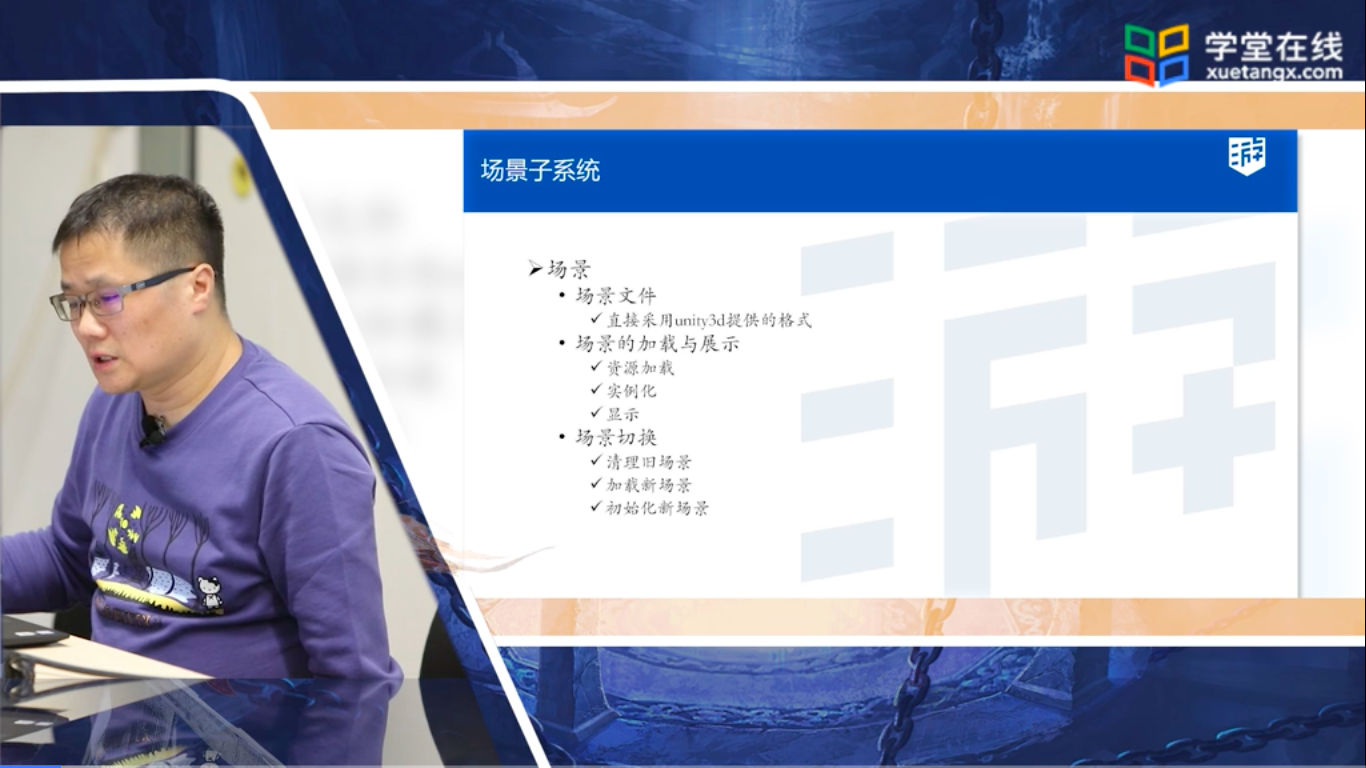 学堂在线
xuetangx.com
场景子系统
游
➢场景
• 场景文件
✓直接采用unity3d提供的格式
• 场景的加载与展示
✓资源加载
✓实例化
✓显示
• 场景切换
✓清理旧场景
✓加载新场景
✓初始化新场景